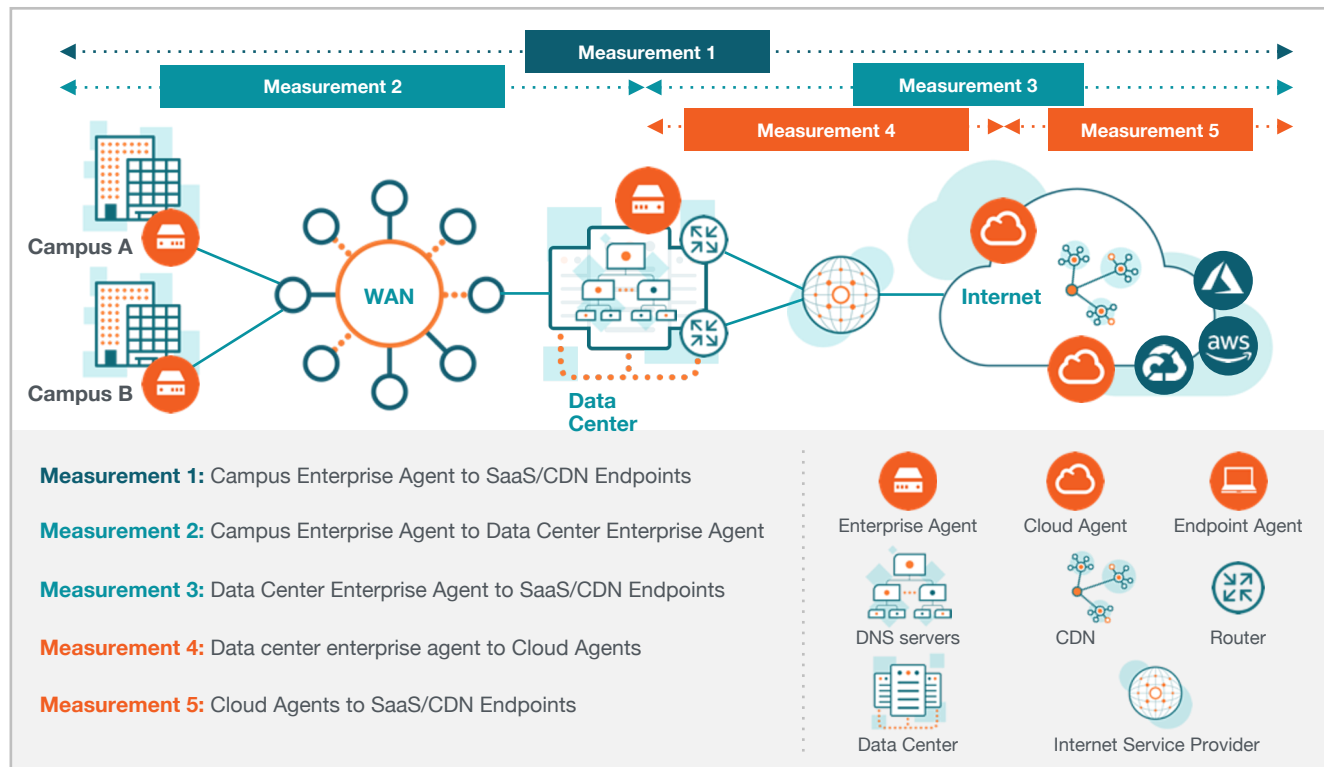 Measurement 1
Measurement 2
Measurement 3
Measurement 4
Measurement 5
Campus A
WAN
Internet
aws
Campus B
Data
Center
Measurement 1: Campus Enterprise Agent to SaaS/CDN Endpoints
Measurement 2: Campus Enterprise Agent to Data Center Enterprise Agent
Measurement 3: Data Center Enterprise Agent to SaaS/CDN Endpoints
Measurement 4: Data center enterprise agent to Cloud Agents
Measurement 5: Cloud Agents to SaaS/CDN Endpoints
Enterprise Agent
Cloud Agent
Endpoint Agent
DNS servers
CDN
Router
Data Center
Internet Service Provider